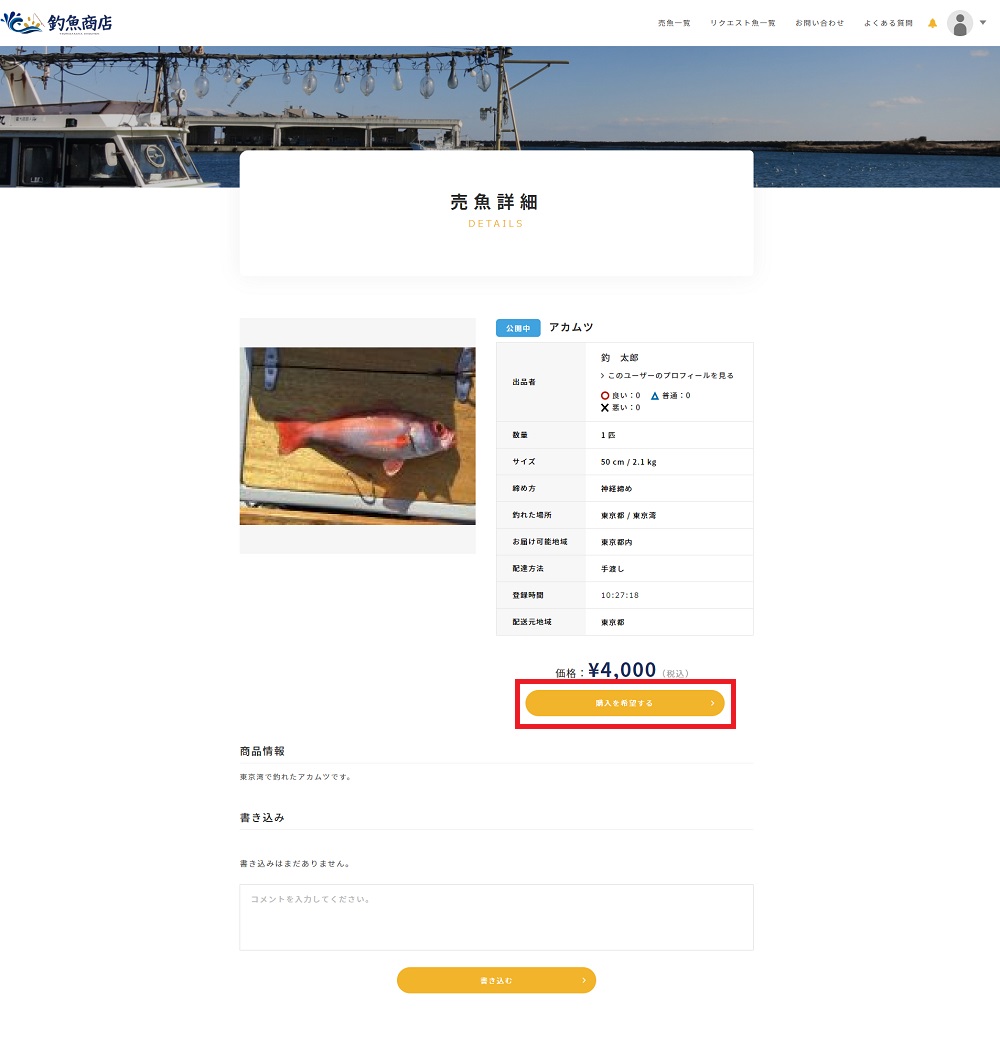 釣魚商店
売魚一覧 リクエスト魚一覧 お問い合わせ よくある質問
売魚詳細
DETAILS
公開中 アカムツ
出品者
釣 太郎
このユーザーのプロフィールを見る
良い：0 普通：0
悪い：0
数量 1 匹
サイズ 50 cm / 2.1 kg
締め方 神経締め
釣れた場所 東京都 / 東京湾
お届け可能地域 東京都内
配達方法 手渡し
登録時間 10:27:18
配送元地域 東京都
価格：¥4,000（税込）
購入を希望する
商品情報
東京湾で釣れたアカムツです。
書き込み
書き込みはまだありません。
コメントを入力してください。
書き込む